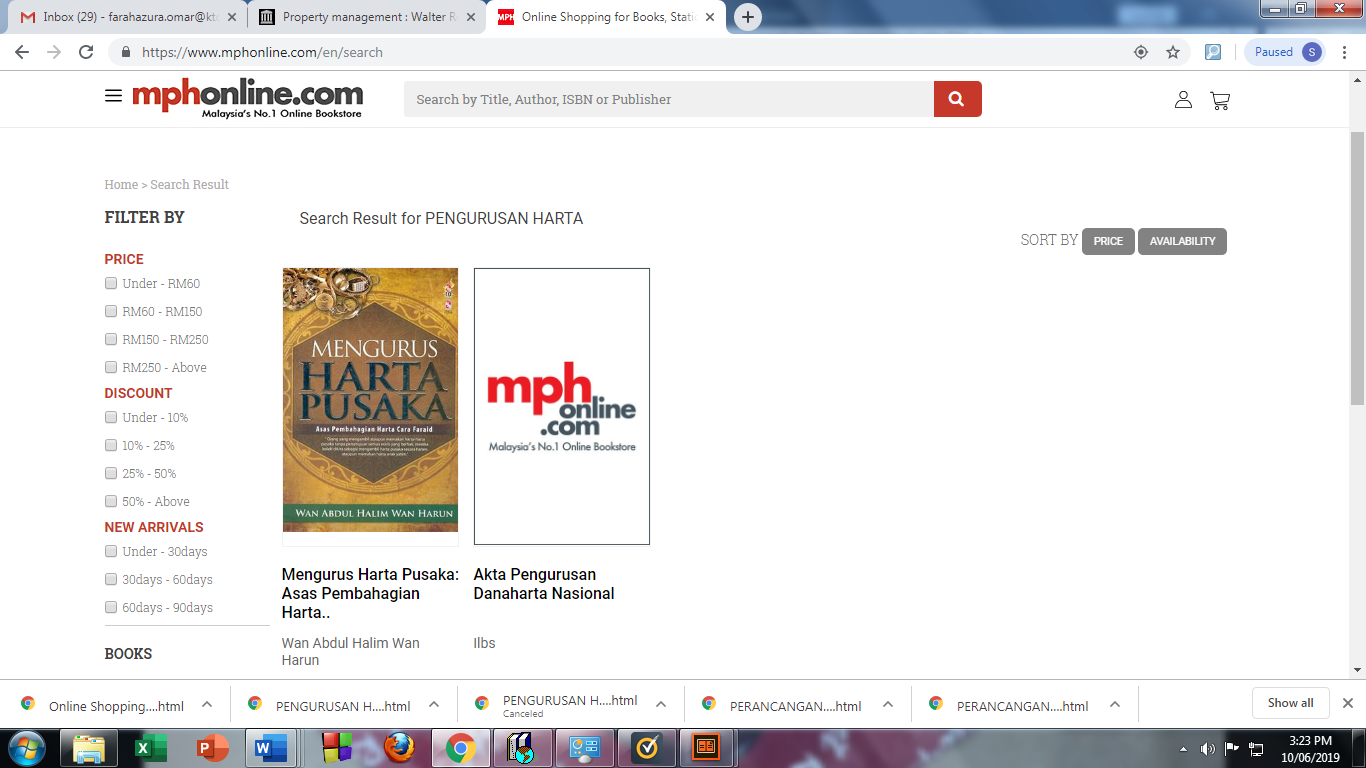 Inbox (29) - farahazura.omar@kt
Property management : Walter R
Online Shopping for Books, Stati
https://www.mphonline.com/en/search
Paused
S
mphonline.com
Malaysia's No.1 Online Bookstore
Search by Title, Author, ISBN or Publisher
Home > Search Result
FILTER BY
Search Result for PENGURUSAN HARTA
SORT BY PRICE AVAILABILITY
PRICE
Under - RM60
RM60 - RM150
RM150 - RM250
RM250 - Above
DISCOUNT
Under - 10%
10% - 25%
25% - 50%
50% - Above
NEW ARRIVALS
Under - 30days
30days - 60days
60days - 90days
BOOKS
MENGURUS
HARTA
PUSAKA
Asas Pembahagian Harta Cara Faraid
WAN ABDUL HALIM WAN HARUN
mph
online
.com
Malaysia's No.1 Online Bookstore
Mengurus Harta Pusaka:
Asas Pembahagian
Harta..
Wan Abdul Halim Wan
Harun
Akta Pengurusan
Danaharta Nasional
Ilbs
Online Shopping....html
PENGURUSAN H....html
PENGURUSAN H....html
Canceled
PERANCANGAN....html
PERANCANGAN....html
Show all
3:23 PM
10/06/2019